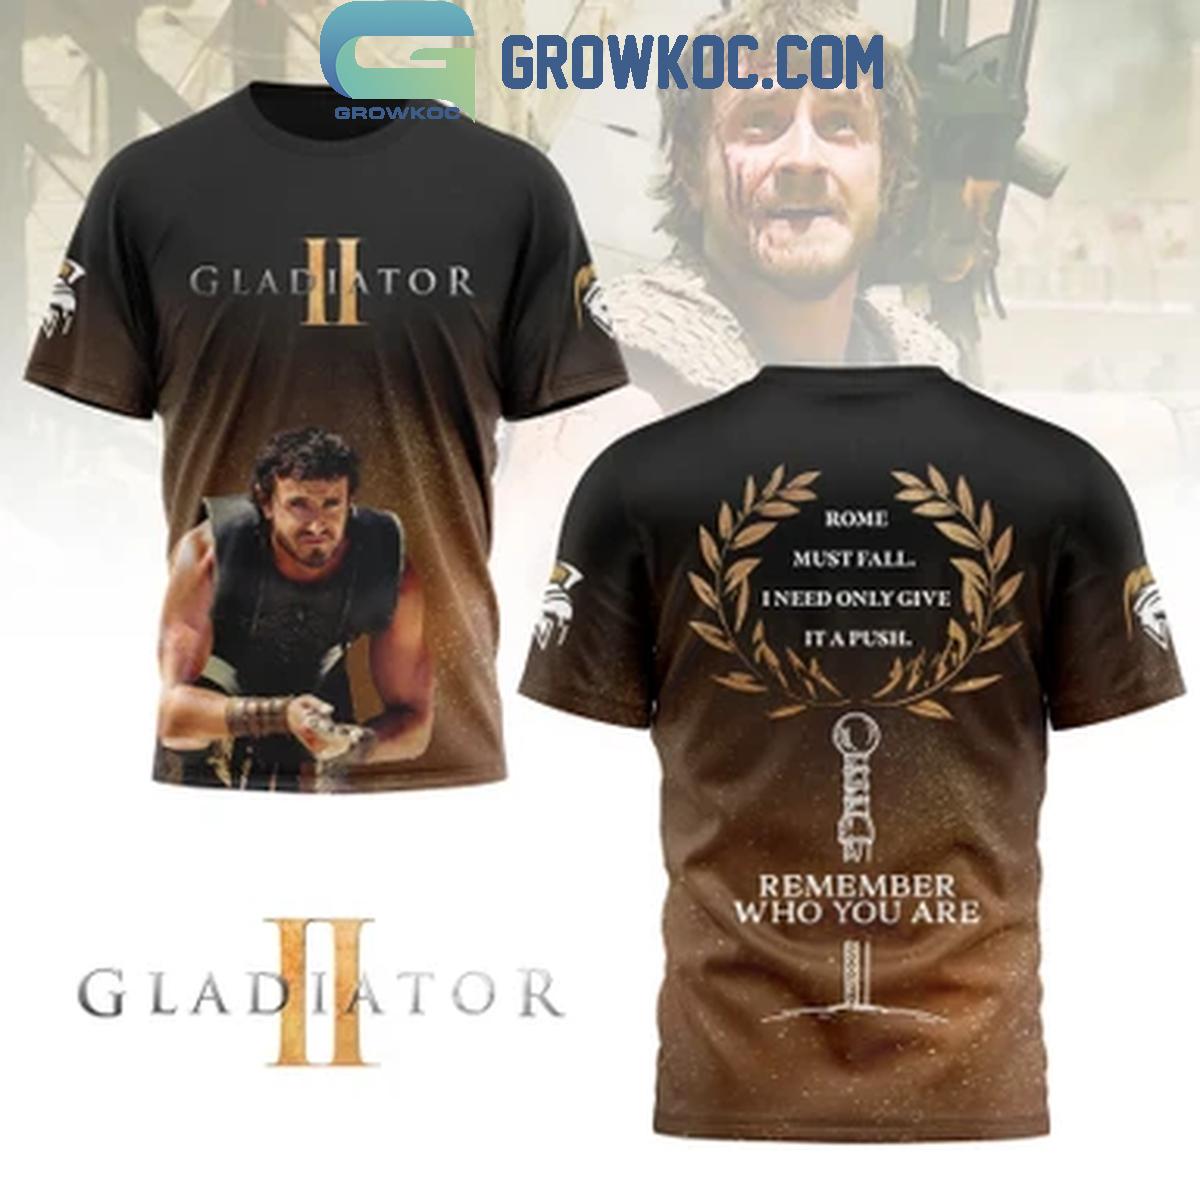 GROWKOC
GROWKOC.COM
II
GLADIATOR
ROME
MUST FALL.
I NEED ONLY GIVE
IT A PUSH.
REMEMBER
WHO YOU ARE
II
GLADIATOR